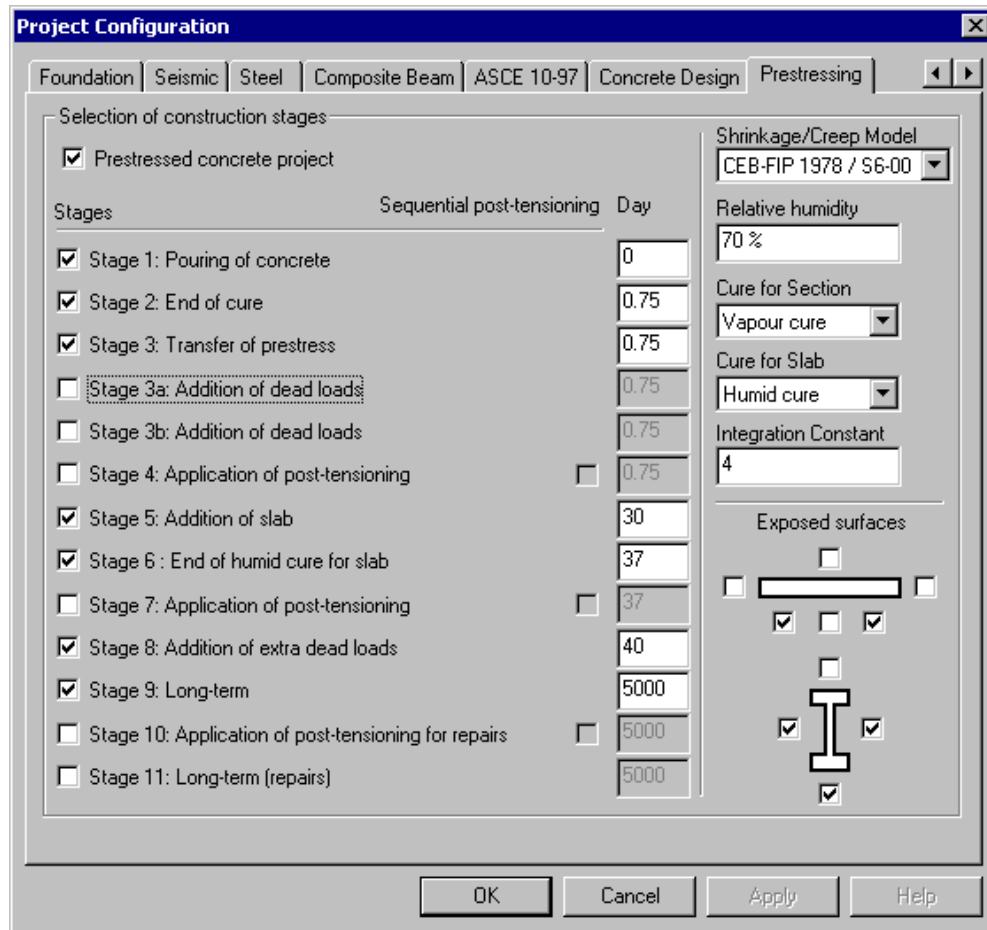 Project Configuration
Foundation Seismic Steel Composite Beam ASCE 10-97 Concrete Design Prestressing
Selection of construction stages
Prestressed concrete project
Stages Sequential post-tensioning Day
Stage 1: Pouring of concrete 0
Stage 2: End of cure 0.75
Stage 3: Transfer of prestress 0.75
Stage 3a: Addition of dead loads 0.75
Stage 3b: Addition of dead loads 0.75
Stage 4: Application of post-tensioning 0.75
Stage 5: Addition of slab 30
Stage 6 : End of humid cure for slab 37
Stage 7: Application of post-tensioning 37
Stage 8: Addition of extra dead loads 40
Stage 9: Long-term 5000
Stage 10: Application of post-tensioning for repairs 5000
Stage 11: Long-term (repairs) 5000
Shrinkage/Creep Model
CEB-FIP 1978 / S6-00
Relative humidity
70 %
Cure for Section
Vapour cure
Cure for Slab
Humid cure
Integration Constant
4
Exposed surfaces
OK Cancel Apply Help